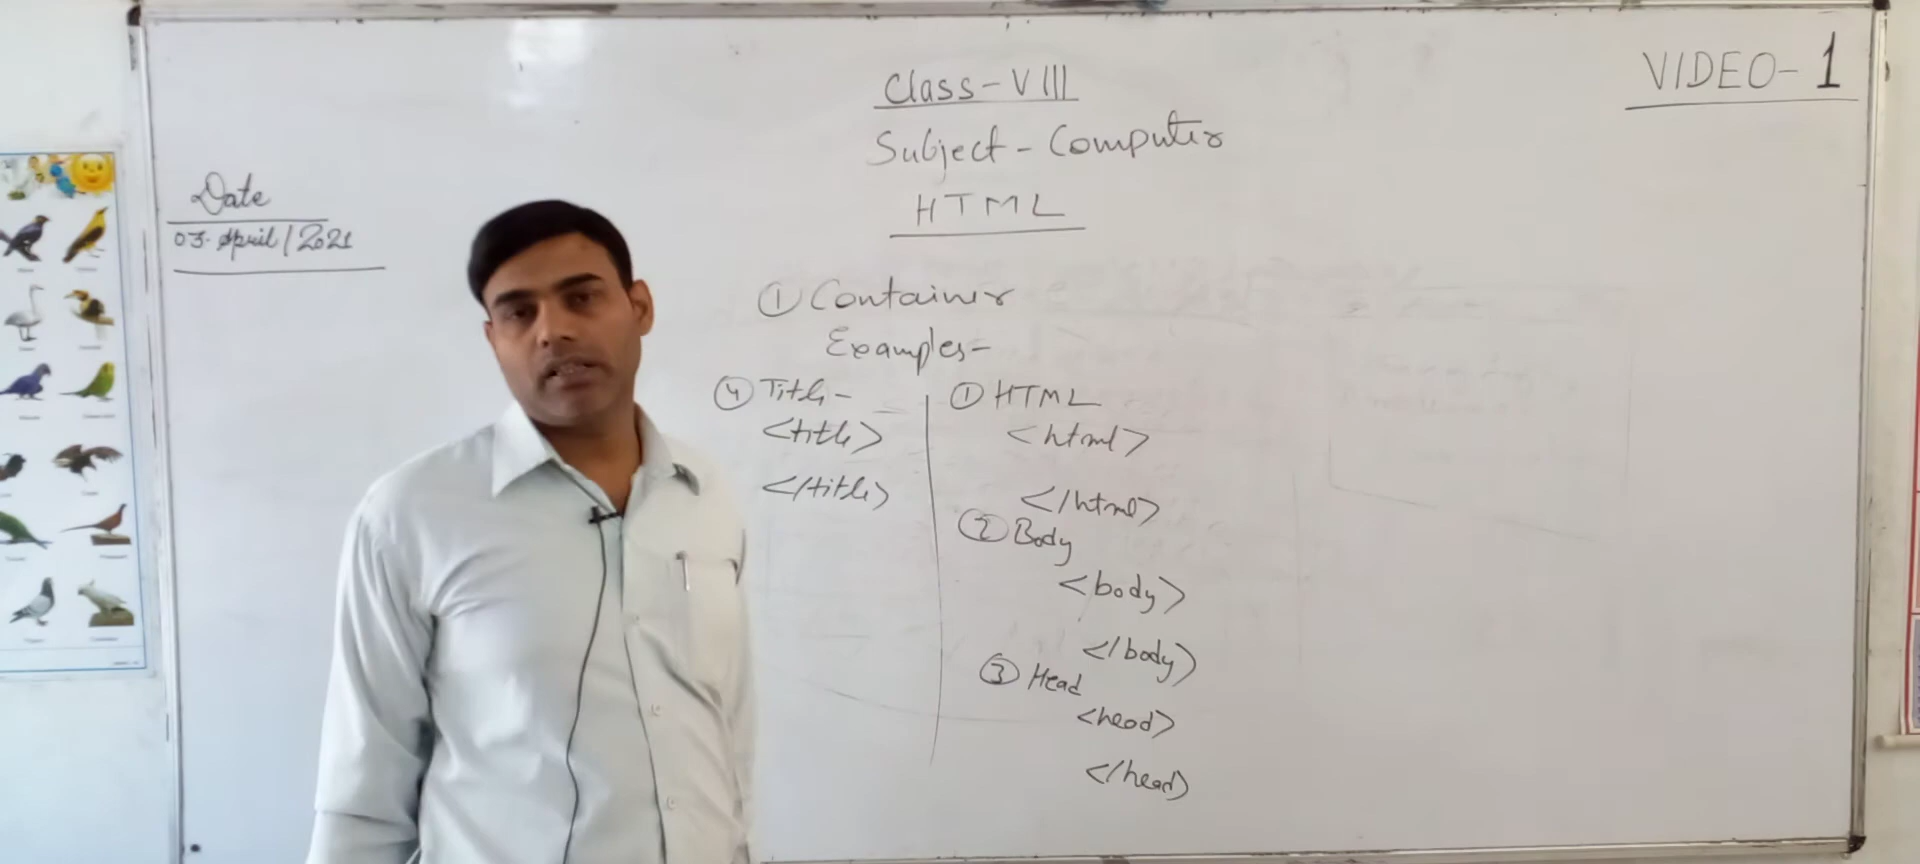 VIDEO-1
Class-VIII
Subject-Computer
HTML
Date
03-April/2021
① Container
Examples-
① HTML
<html>
</html>
② Body
<body>
</body>
③ Head
<head>
</head>
④ Title-
<title>
</title>